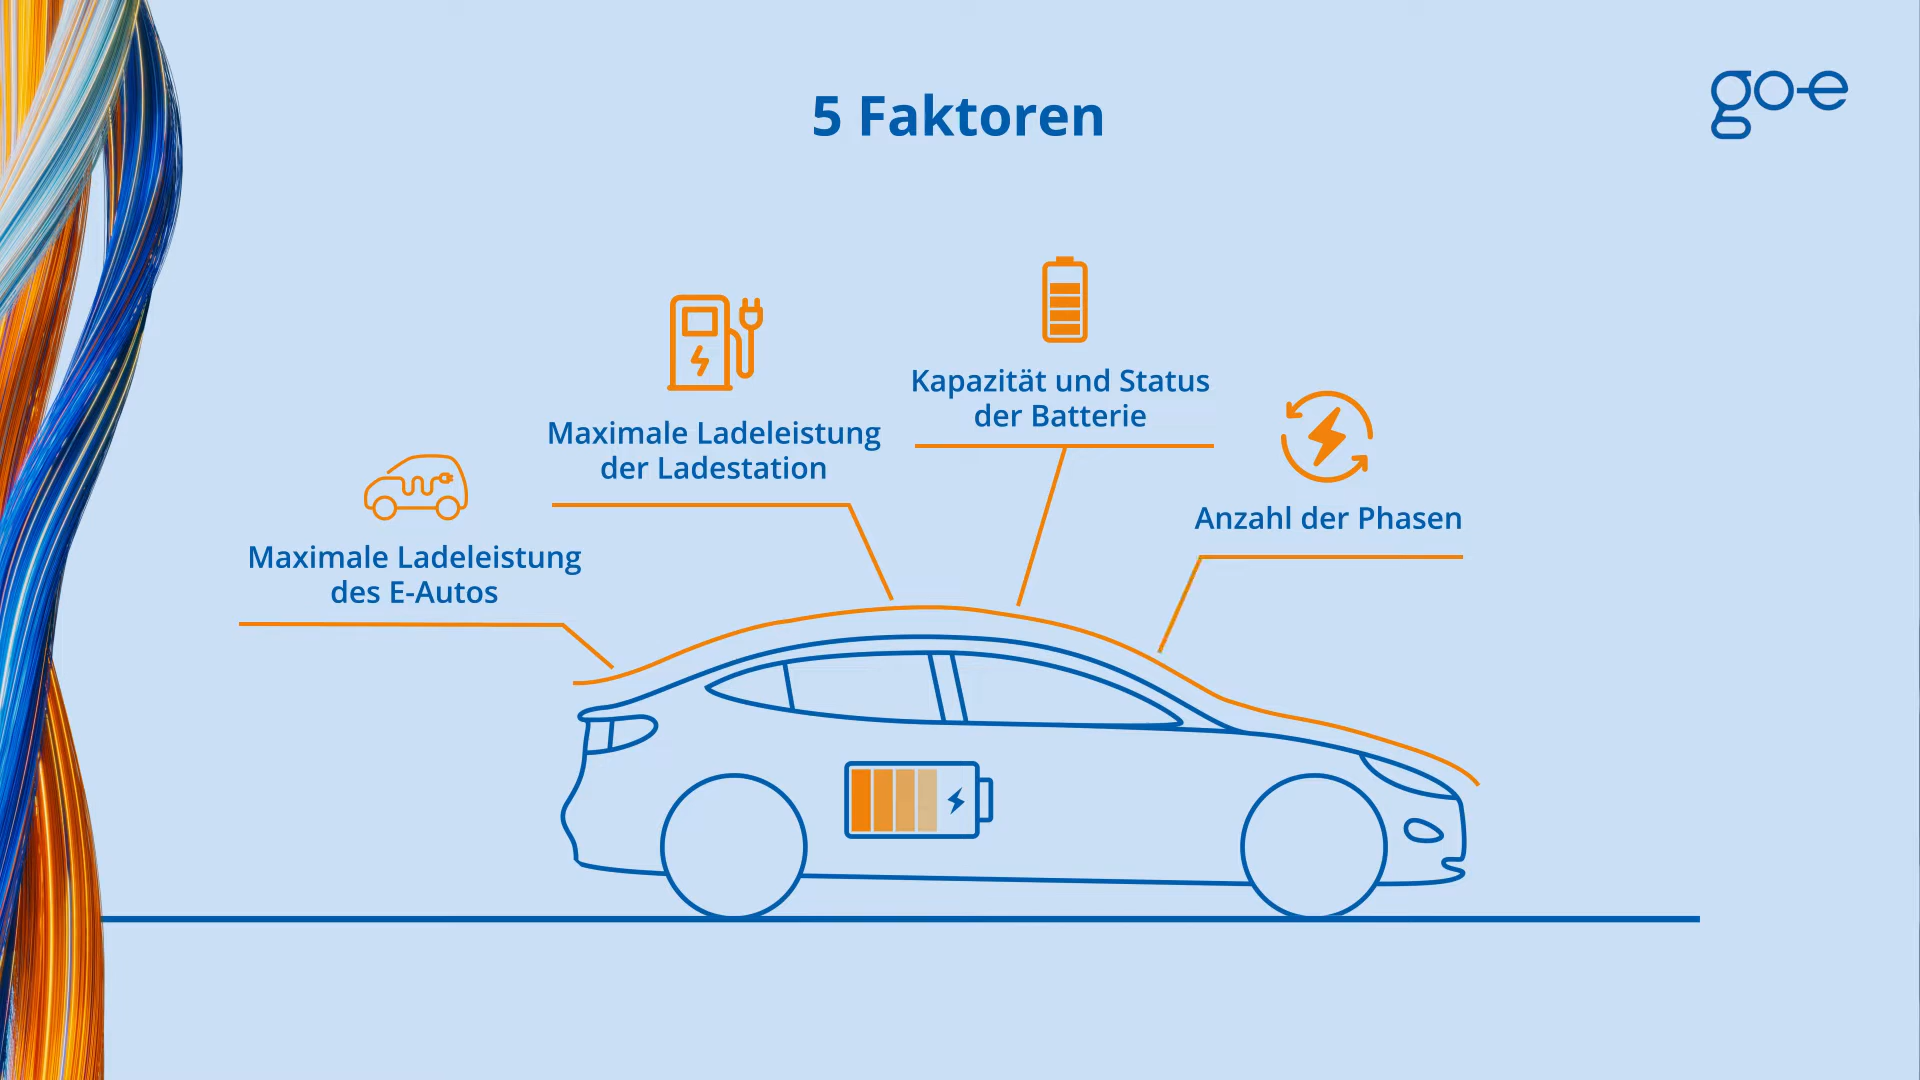 5 Faktoren
go-e
Maximale Ladeleistung
des E-Autos
Maximale Ladeleistung
der Ladestation
Kapazität und Status
der Batterie
Anzahl der Phasen